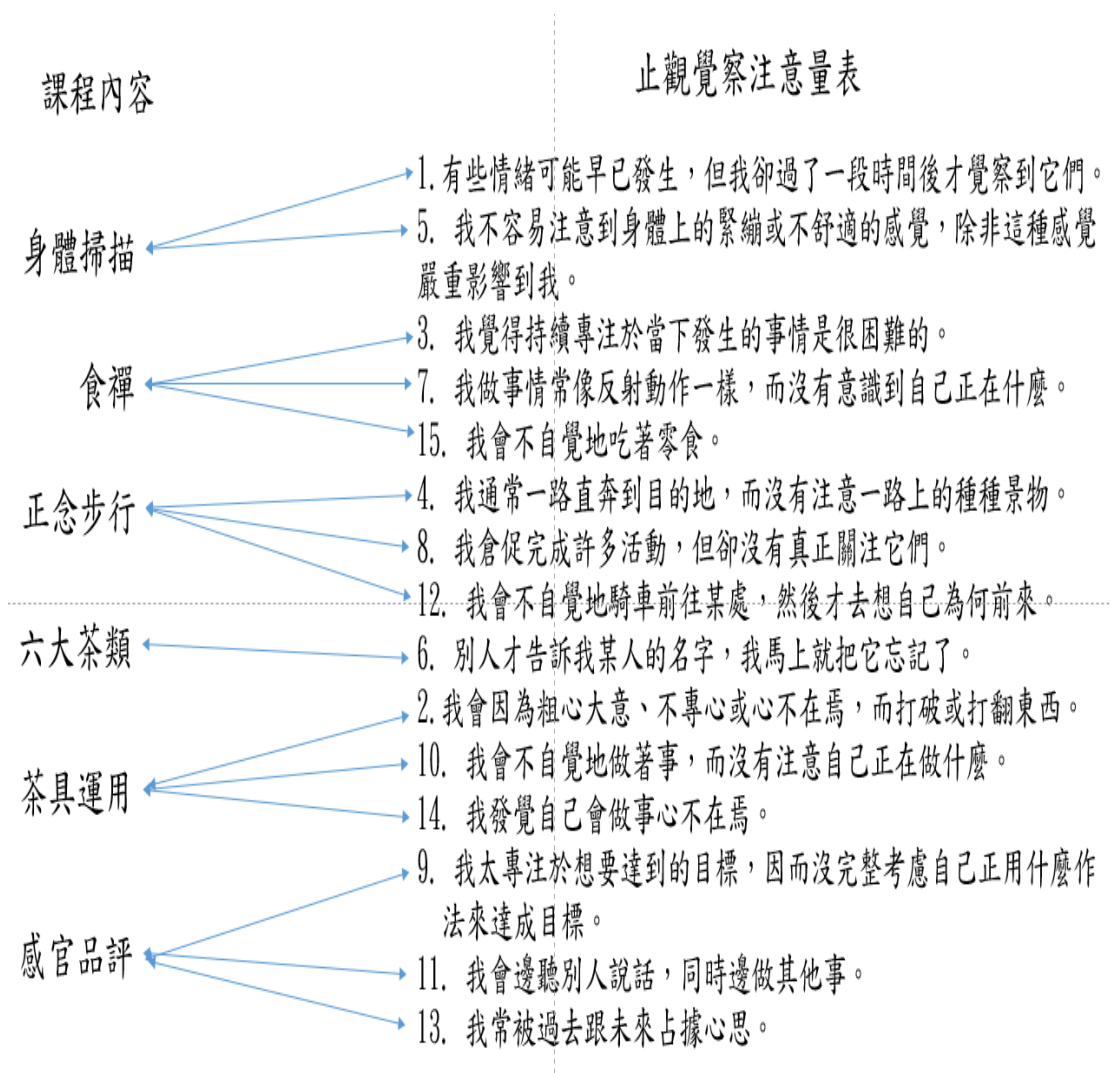 課程內容
止觀覺察注意量表
身體掃描
1.有些情緒可能早已發生，但我卻過了一段時間後才覺察到它們。
5. 我不容易注意到身體上的緊繃或不舒適的感覺，除非這種感覺
嚴重影響到我。
食禪
3. 我覺得持續專注於當下發生的事情是很困難的。
7. 我做事情常像反射動作一樣，而沒有意識到自己正在什麼。
15. 我會不自覺地吃著零食。
正念步行
4. 我通常一路直奔到目的地，而沒有注意一路上的種種景物。
8. 我倉促完成許多活動，但卻沒有真正關注它們。
12. 我會不自覺地騎車前往某處，然後才去想自己為何前來。
六大茶類
6. 別人才告訴我某人的名字，我馬上就把它忘記了。
茶具運用
2.我會因為粗心大意、不專心或心不在焉，而打破或打翻東西。
10. 我會不自覺地做著事，而沒有注意自己正在做什麼。
14. 我發覺自己會做事心不在焉。
感官品評
9. 我太專注於想要達到的目標，因而沒完整考慮自己正用什麼作
法來達成目標。
11. 我會邊聽別人說話，同時邊做其他事。
13. 我常被過去跟未來占據心思。